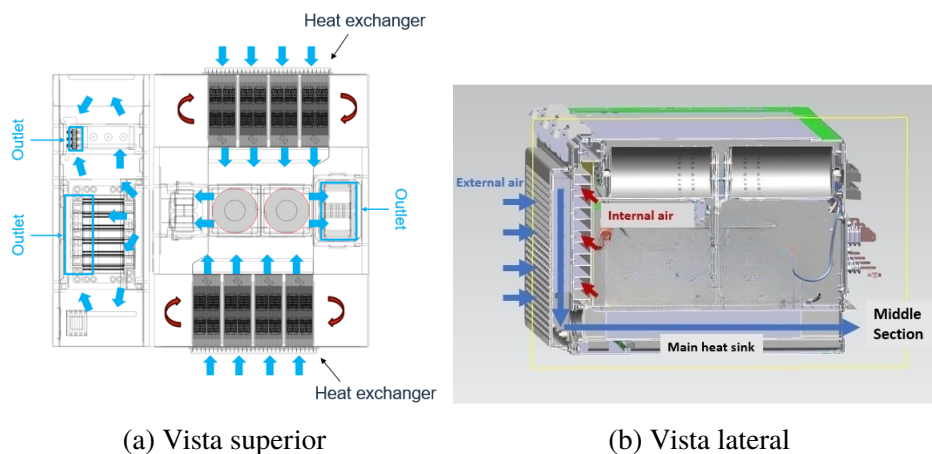 Heat exchanger
Outlet
Outlet
Outlet
Heat exchanger
(a) Vista superior
External air
Internal air
Middle
Section
Main heat sink
(b) Vista lateral